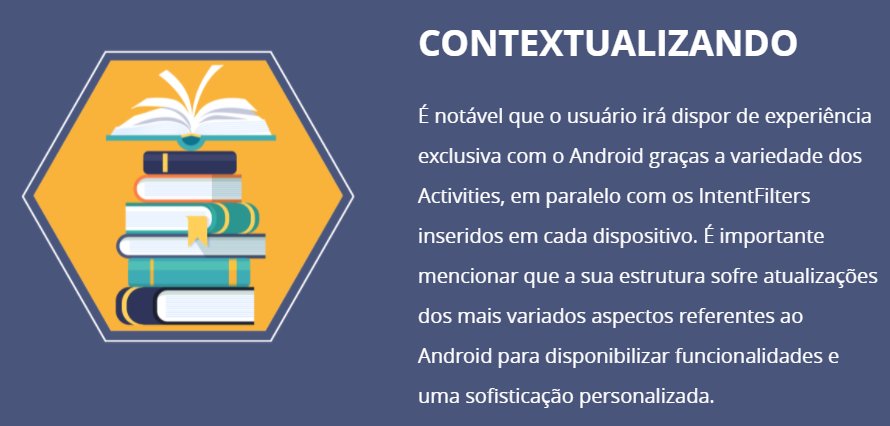 CONTEXTUALIZANDO
É notável que o usuário irá dispor de experiência
exclusiva com o Android graças a variedade dos
Activities, em paralelo com os IntentFilters
inseridos em cada dispositivo. É importante
mencionar que a sua estrutura sofre atualizações
dos mais variados aspectos referentes ao
Android para disponibilizar funcionalidades e
uma sofisticação personalizada.